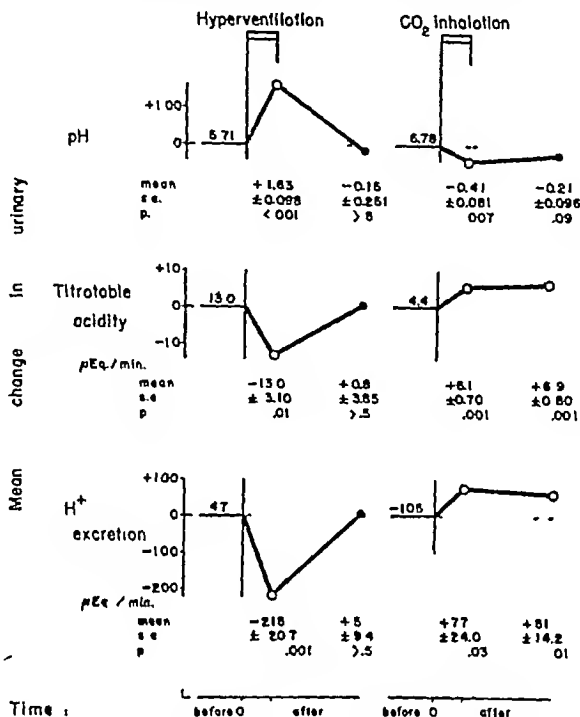 Hyperventilation CO2 inhalation
+1 00
pH 0 5 71 6.78
mean +1.63 -0.15 -0.41 -0.21
s e. ±0.098 ±0.251 ±0.081 ±0.096
p. <001 >5 007 .09
+10
Titratable acidity 0 13.0 4.4
-10
µEq./min.
mean -13 0 +0.8 +6.1 +6 9
s.e ± 3.10 ±3.85 ±0.70 ±0 80
p .01 >.5 .001 .001
+100
H+ excretion 0 47 -105
-100
-200
µEq / min.
mean -218 +5 +77 +61
s e ± 20 7 ±9 4 ±24.0 ±14.2
p .001 >.5 .03 01
Time : before 0 after before 0 after
Mean change in urinary